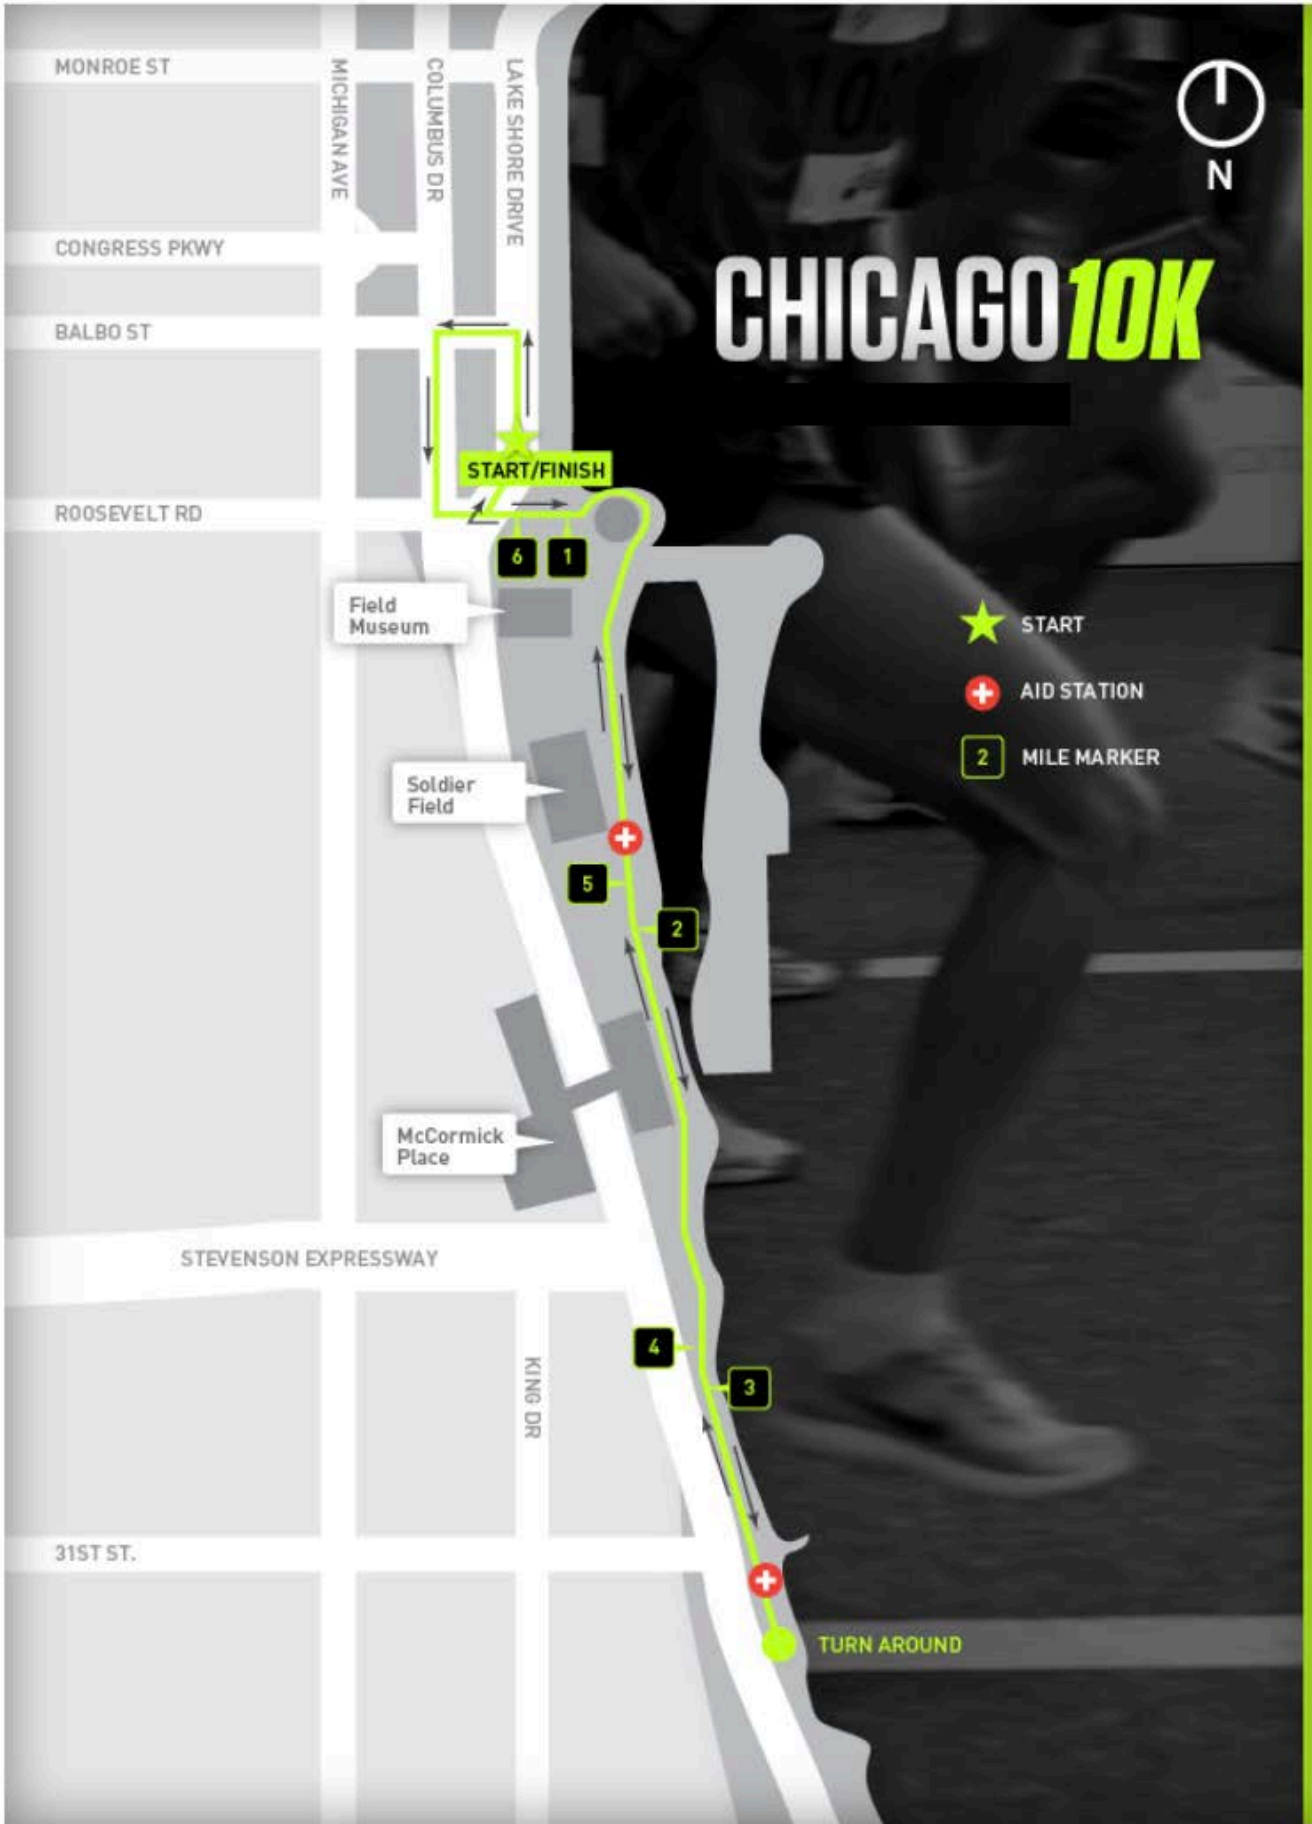 MONROE ST
MICHIGAN AVE
COLUMBUS DR
LAKE SHORE DRIVE
N
CONGRESS PKWY
CHICAGO10K
BALBO ST
START/FINISH
ROOSEVELT RD
6
1
Field
Museum
START
AID STATION
2
MILE MARKER
Soldier
Field
5
2
McCormick
Place
STEVENSON EXPRESSWAY
4
3
KING DR
31ST ST.
TURN AROUND